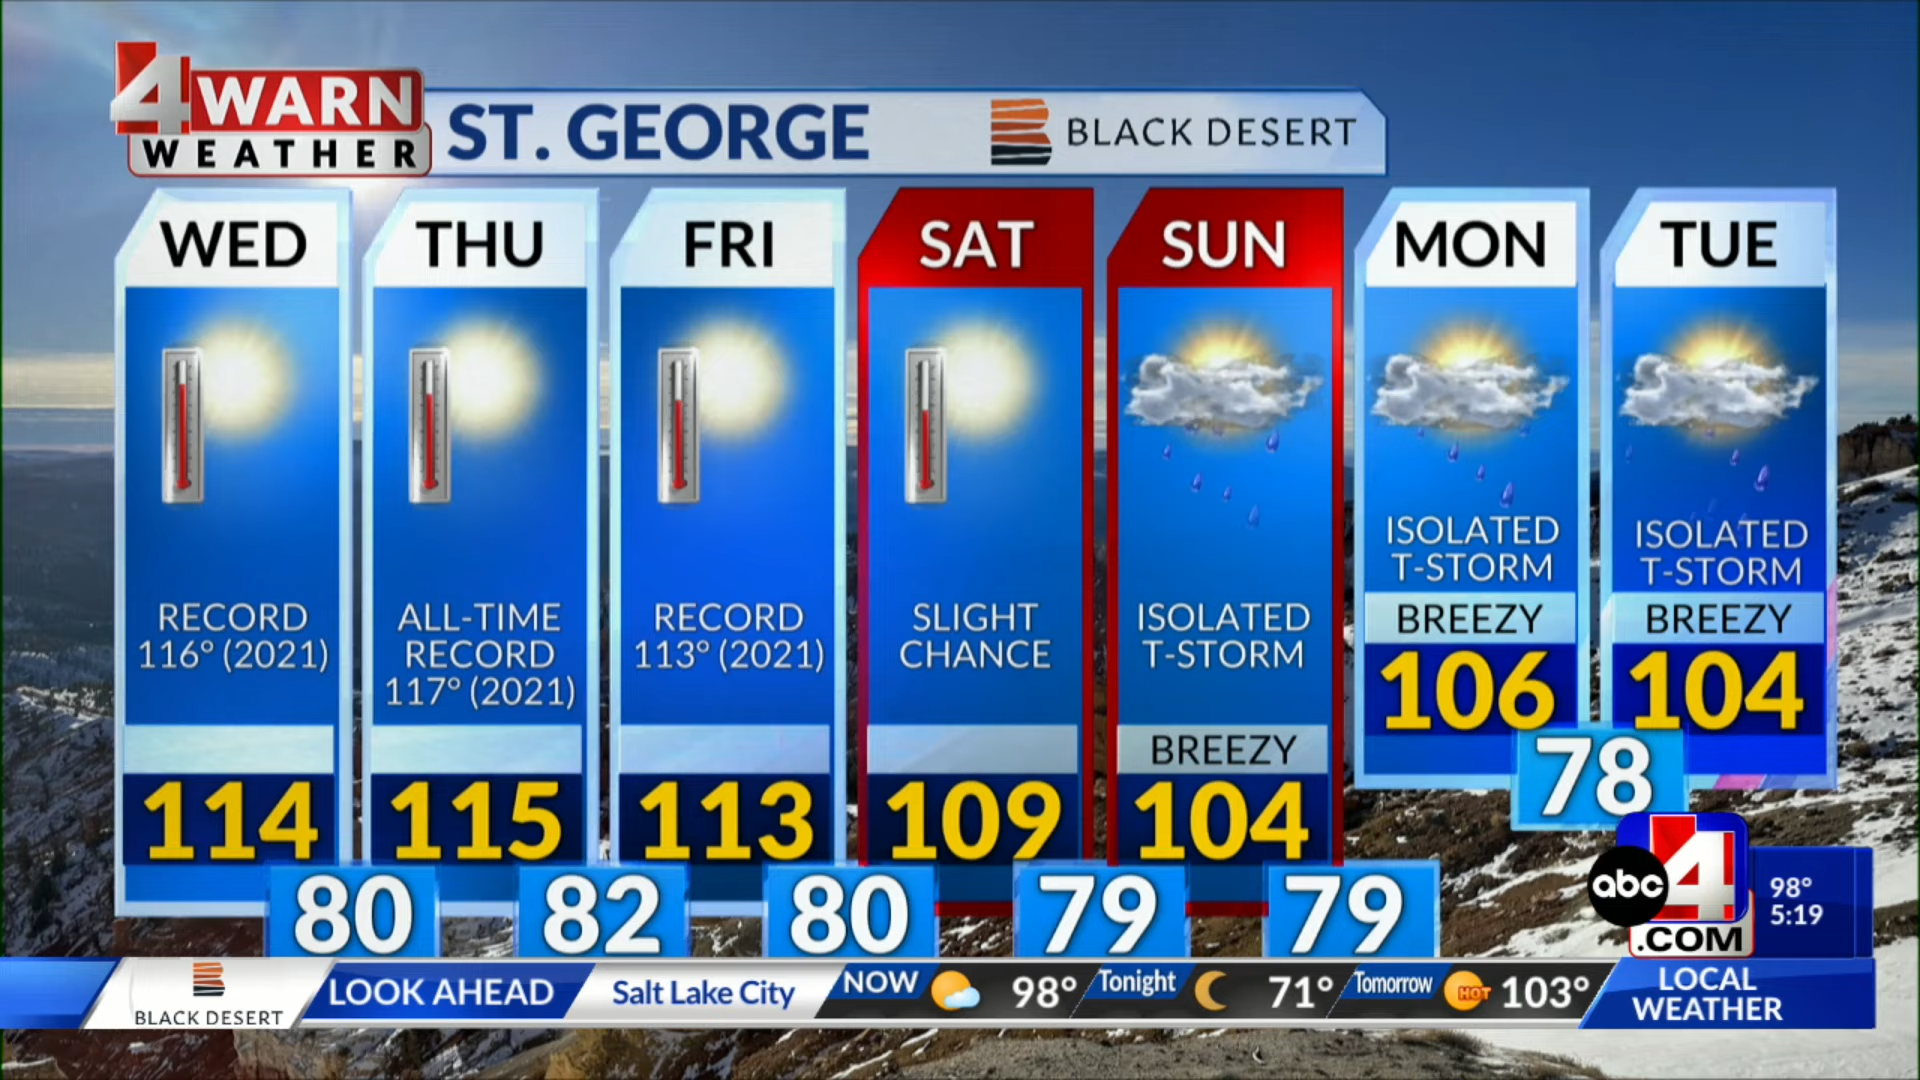 4WARN
WEATHER
ST. GEORGE
BLACK DESERT
WED
THU
FRI
SAT
SUN
MON
TUE
RECORD
116° (2021)
ALL-TIME
RECORD
117° (2021)
RECORD
113° (2021)
SLIGHT
CHANCE
ISOLATED
T-STORM
BREEZY
ISOLATED
T-STORM
BREEZY
ISOLATED
T-STORM
BREEZY
114
115
113
109
104
106
104
80
82
80
79
79
78
abc
4
.COM
98°
5:19
BLACK DESERT
LOOK AHEAD
Salt Lake City
NOW
98°
Tonight
71°
Tomorrow
HOT
103°
LOCAL
WEATHER